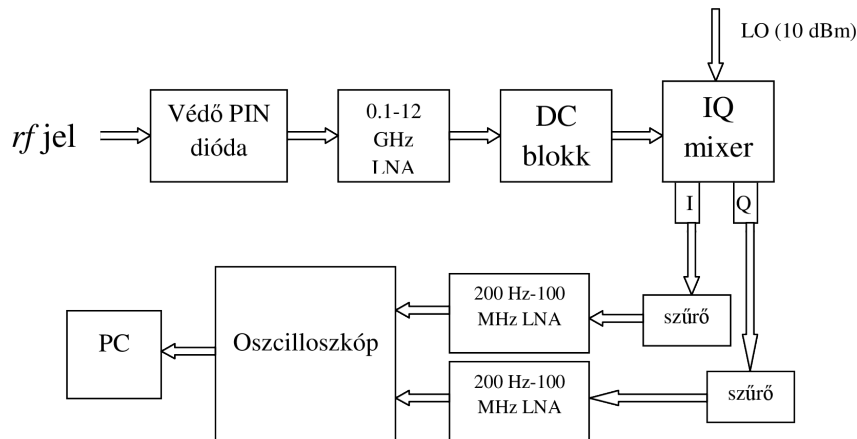 LO (10 dBm)
rf jel
Védő PIN
dióda
0.1-12
GHz
LNA
DC
blokk
IQ
mixer
I
Q
PC
Oszcilloszkóp
200 Hz-100
MHz LNA
szűrő
200 Hz-100
MHz LNA
szűrő